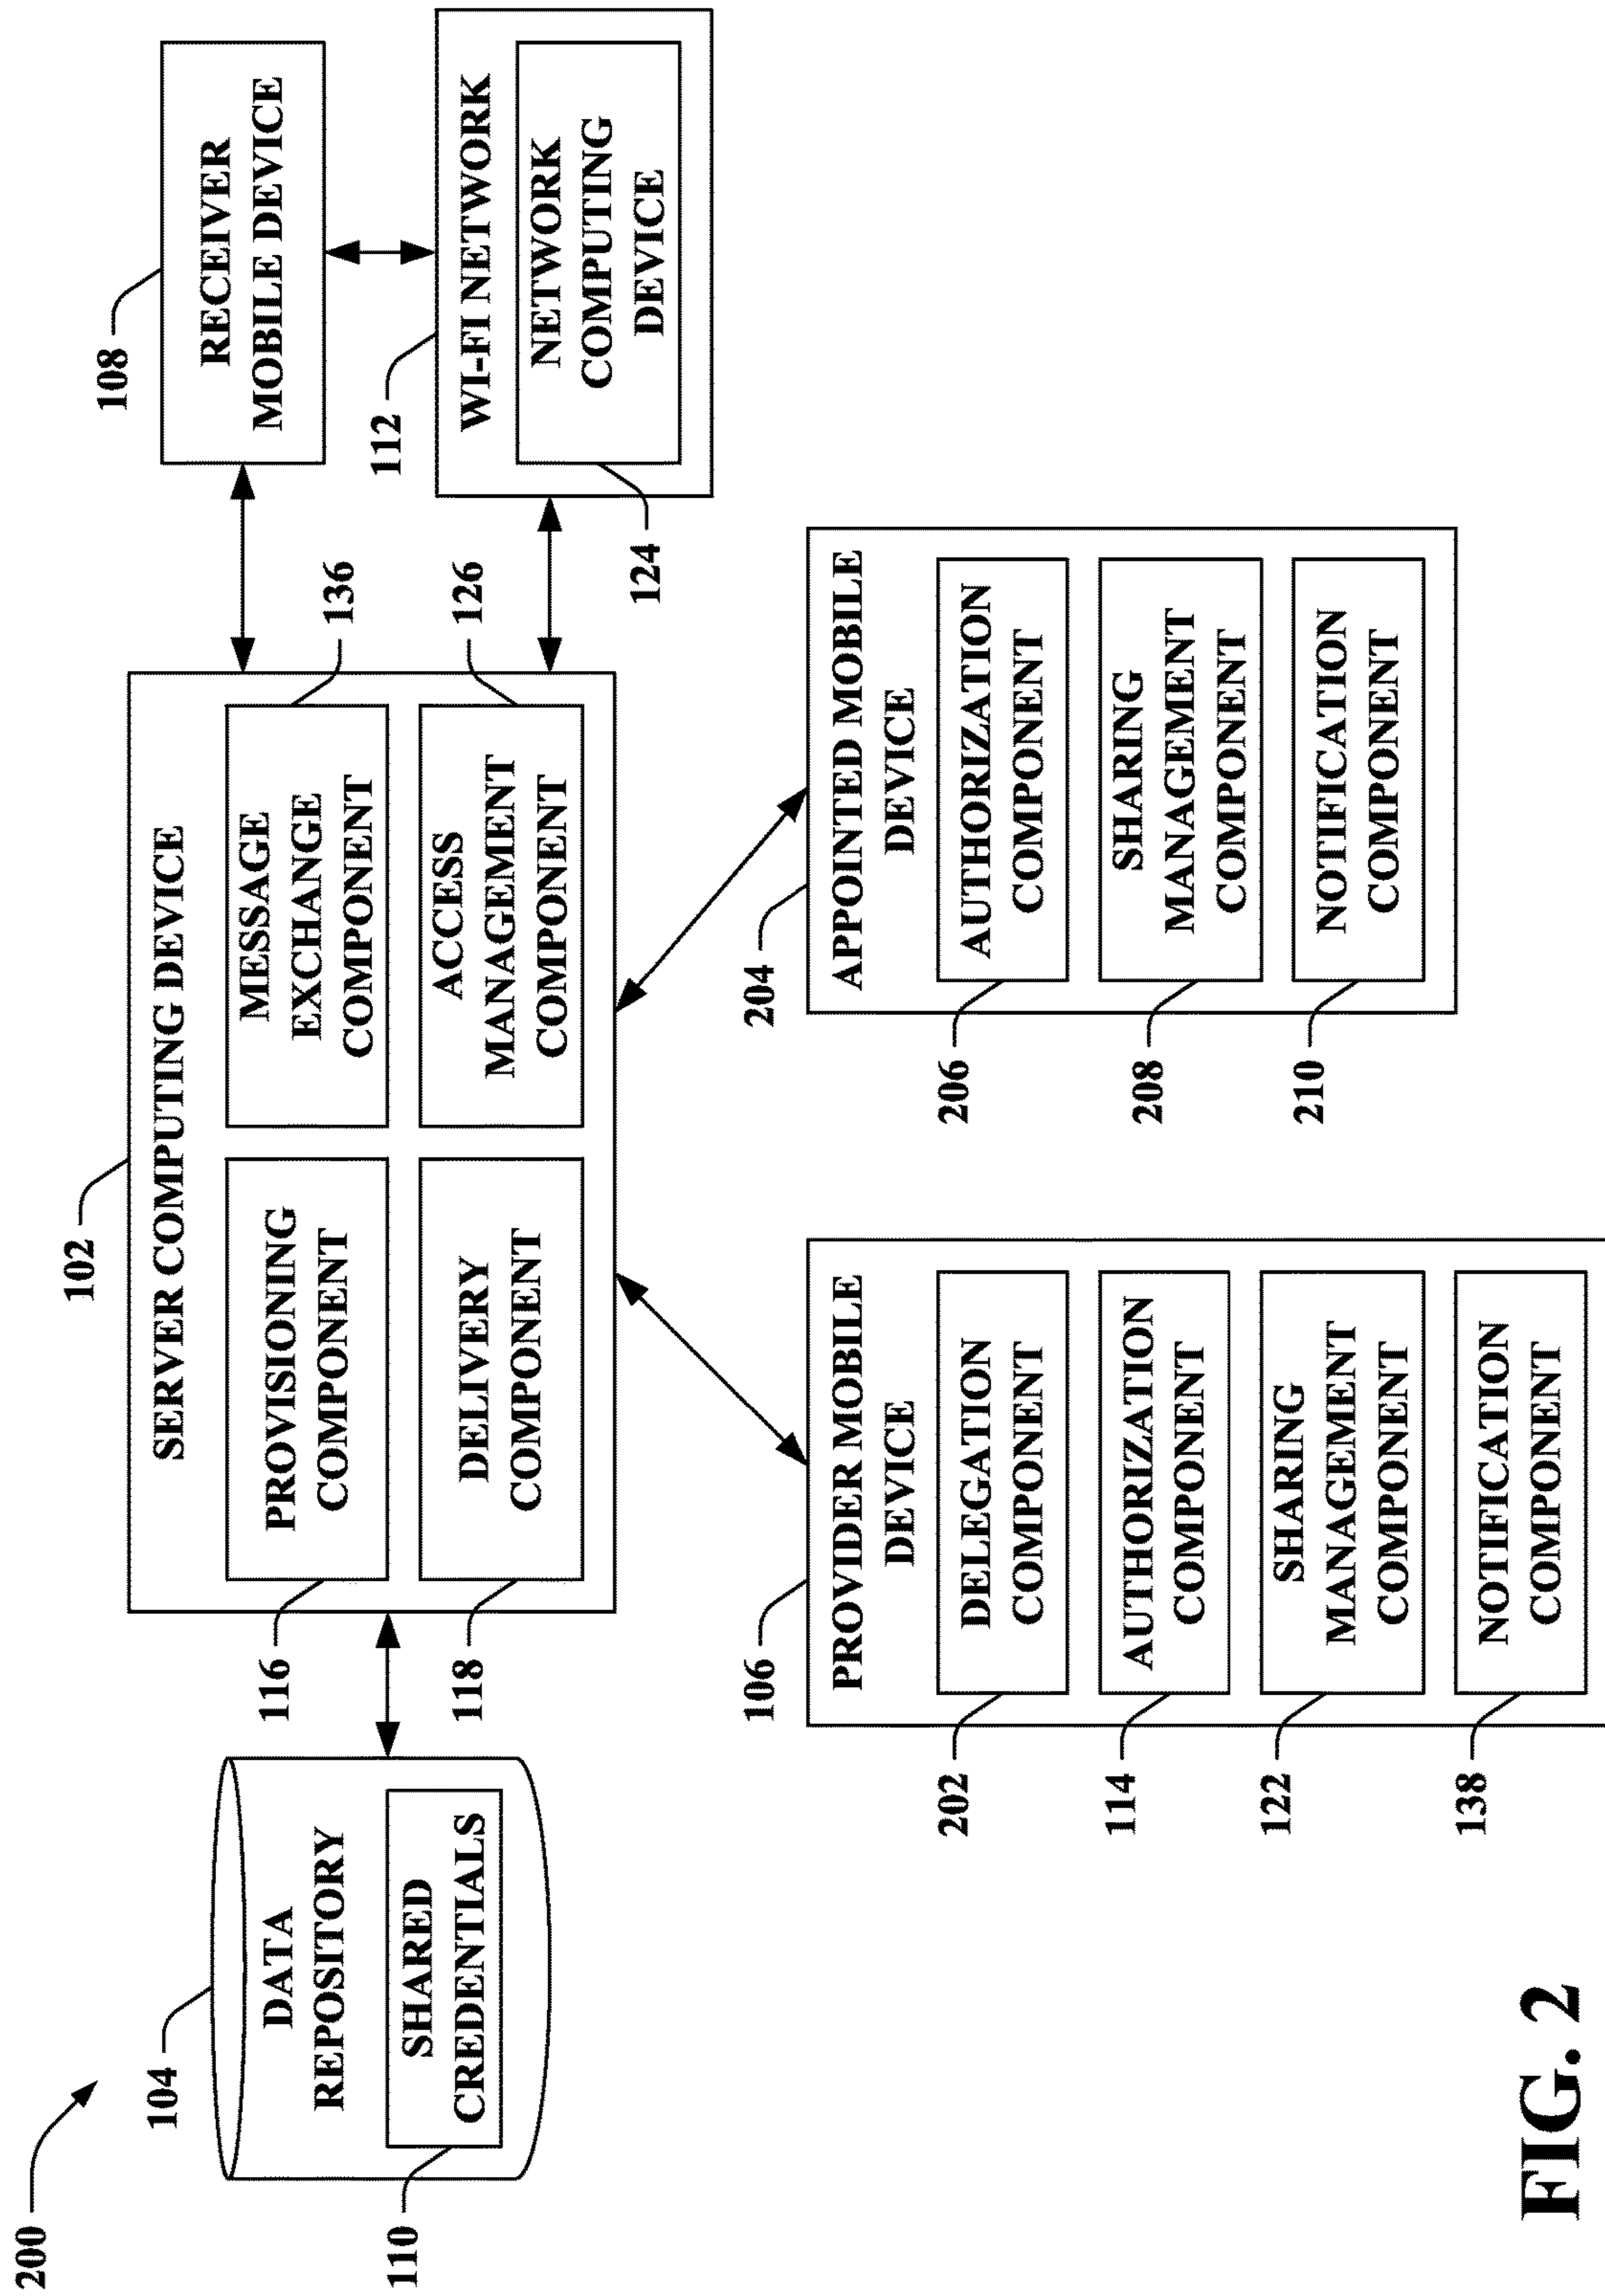 200
104
DATA
REPOSITORY
SHARED
CREDENTIALS
110
102
SERVER COMPUTING DEVICE
PROVISIONING
COMPONENT
116
MESSAGE
EXCHANGE
COMPONENT
136
DELIVERY
COMPONENT
118
ACCESS
MANAGEMENT
COMPONENT
126
108
RECEIVER
MOBILE DEVICE
112
WI-FI NETWORK
NETWORK
COMPUTING
DEVICE
124
106
PROVIDER MOBILE
DEVICE
202
DELEGATION
COMPONENT
114
AUTHORIZATION
COMPONENT
122
SHARING
MANAGEMENT
COMPONENT
138
NOTIFICATION
COMPONENT
204
APPOINTED MOBILE
DEVICE
206
AUTHORIZATION
COMPONENT
208
SHARING
MANAGEMENT
COMPONENT
210
NOTIFICATION
COMPONENT
FIG. 2